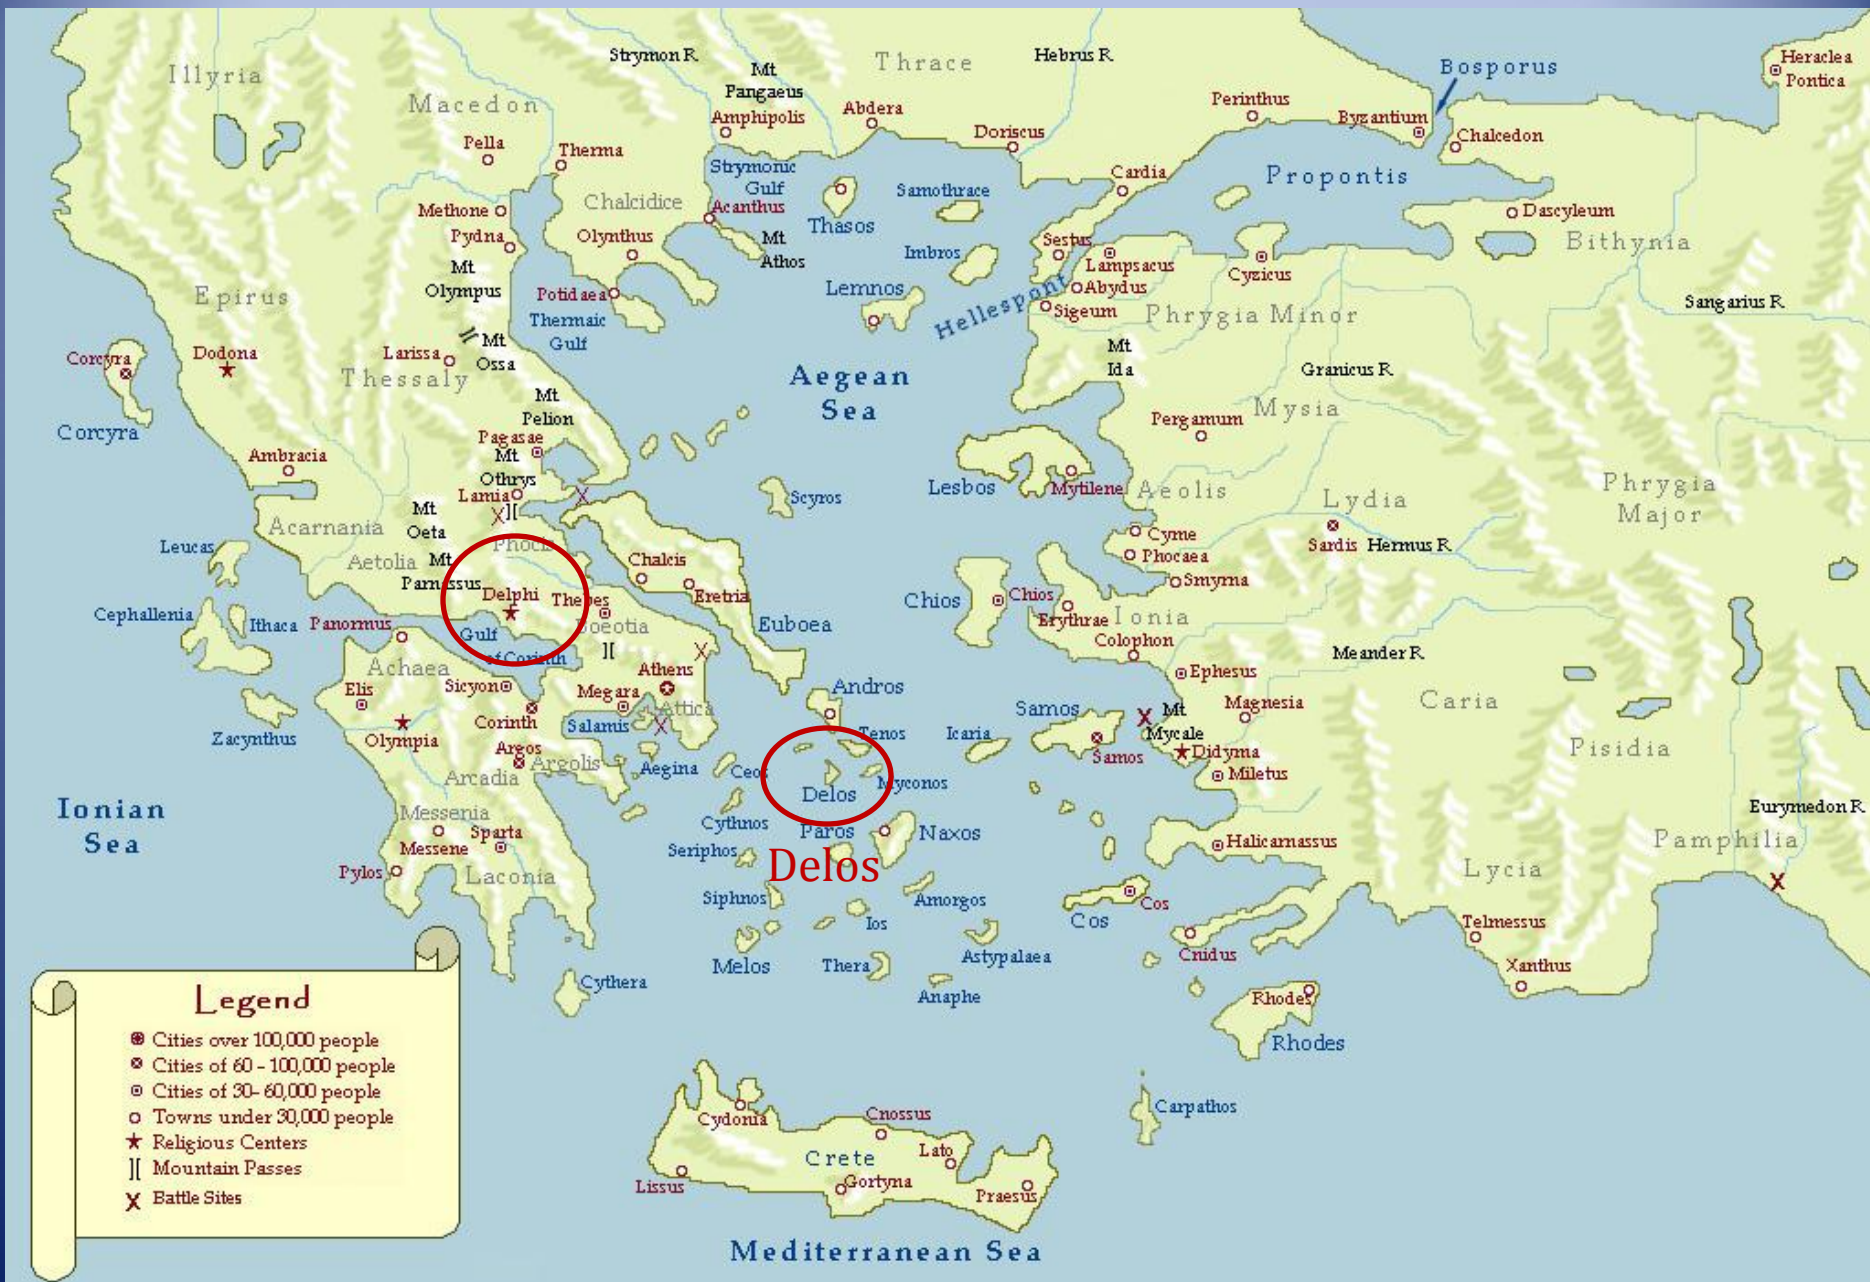 Illyria
Strymon R.
Mt
Pangaeus
Thrace
Hebrus R.
Bosporus
Heraclea
Pontica
Macedon
Amphipolis
Abdera
Doriscus
Perinthus
Byzantium
Chalcedon
Pella
Therma
Strymonic
Gulf
Samothrace
Cardia
Propontis
Chalcidice
Acanthus
Thasos
Methone
Pydna
Olynthus
Mt
Athos
Imbros
Sestus
Lampsacus
Cyzicus
Dascyleum
Bithynia
Mt
Olympus
Epirus
Potidaea
Lemnos
Hellespont
Abydus
Sigeum
Phrygia Minor
Sangarius R.
Thermaic
Gulf
Corcyra
Dodona
Larissa
Thessaly
Mt
Ossa
Aegean
Sea
Mt
Ida
Granicus R.
Mt
Pelion
Corcyra
Pergamum
Mysia
Ambracia
Pagasae
Mt
Othrys
Lamia
Scyros
Lesbos
Mytilene
Aeolis
Lydia
Phrygia
Major
Acarnania
Mt
Oeta
Leucas
Aetolia
Mt
Parnassus
Phocis
Chalcis
Cyme
Phocaea
Sardis
Hermus R.
Smyrna
Delphi
Thebes
Eretria
Chios
Chios
Erythrae
Ionia
Colophon
Cephallenia
Ithaca
Panormus
Gulf
of Corinth
Boeotia
Euboea
Achaea
Athens
Meander R.
Elis
Sicyon
Megara
Attica
Andros
Ephesus
Caria
Corinth
Salamis
Samos
Icaria
Magnesia
Zacynthus
Olympia
Argos
Argolis
Tenos
Samos
Mt
Mycale
Didyma
Pisidia
Arcadia
Aegina
Ceos
Delos
Myconos
Miletus
Ionian
Sea
Messenia
Messene
Sparta
Cythnos
Paros
Naxos
Halicarnassus
Eurymedon R.
Pamphilia
Pylos
Laconia
Seriphos
Delos
Lycia
Siphnos
Ios
Amorgos
Cos
Cos
Telmessus
Melos
Thera
Astypalaea
Cnidus
Xanthus
Cythera
Anaphe
Rhodes
Rhodes
Legend
Cities over 100,000 people
Cities of 60 - 100,000 people
Cities of 30- 60,000 people
Towns under 30,000 people
Religious Centers
Mountain Passes
Battle Sites
Cydonia
Cnossus
Carpathos
Crete
Lato
Lissus
Gortyna
Praesus
Mediterranean Sea